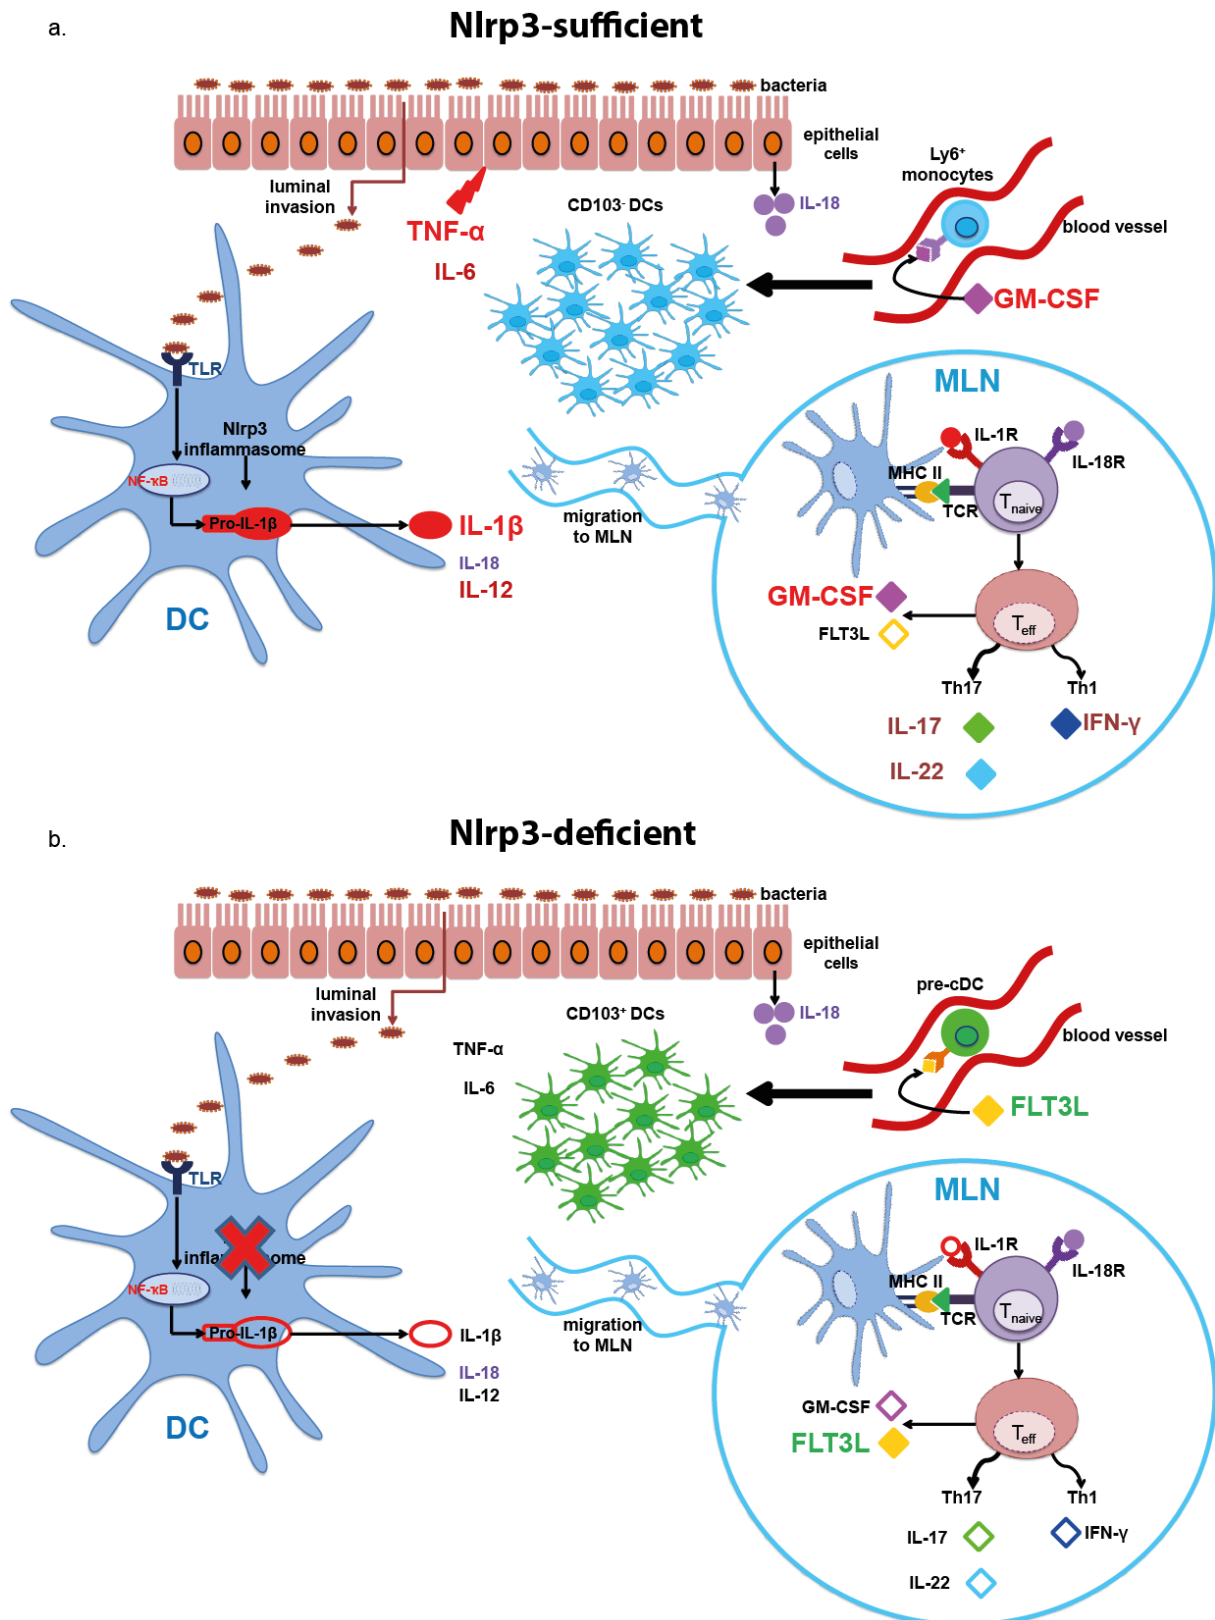 a.
Nlrp3-sufficient
bacteria
epithelial
cells
luminal
invasion
TNF-α
IL-6
CD103⁻ DCs
IL-18
Ly6⁺
monocytes
blood vessel
GM-CSF
TLR
Nlrp3
inflammasome
NF-κB
Pro-IL-1β
IL-1β
IL-18
IL-12
DC
migration
to MLN
MLN
IL-1R
IL-18R
MHC II
TCR
Tnaive
GM-CSF
FLT3L
Teff
Th17
Th1
IL-17
IFN-γ
IL-22
b.
Nlrp3-deficient
bacteria
epithelial
cells
luminal
invasion
TNF-α
IL-6
CD103⁺ DCs
IL-18
pre-cDC
blood vessel
FLT3L
TLR
NF-κB
Pro-IL-1β
IL-1β
IL-18
IL-12
DC
migration
to MLN
MLN
IL-1R
IL-18R
MHC II
TCR
Tnaive
GM-CSF
FLT3L
Teff
Th17
Th1
IL-17
IFN-γ
IL-22